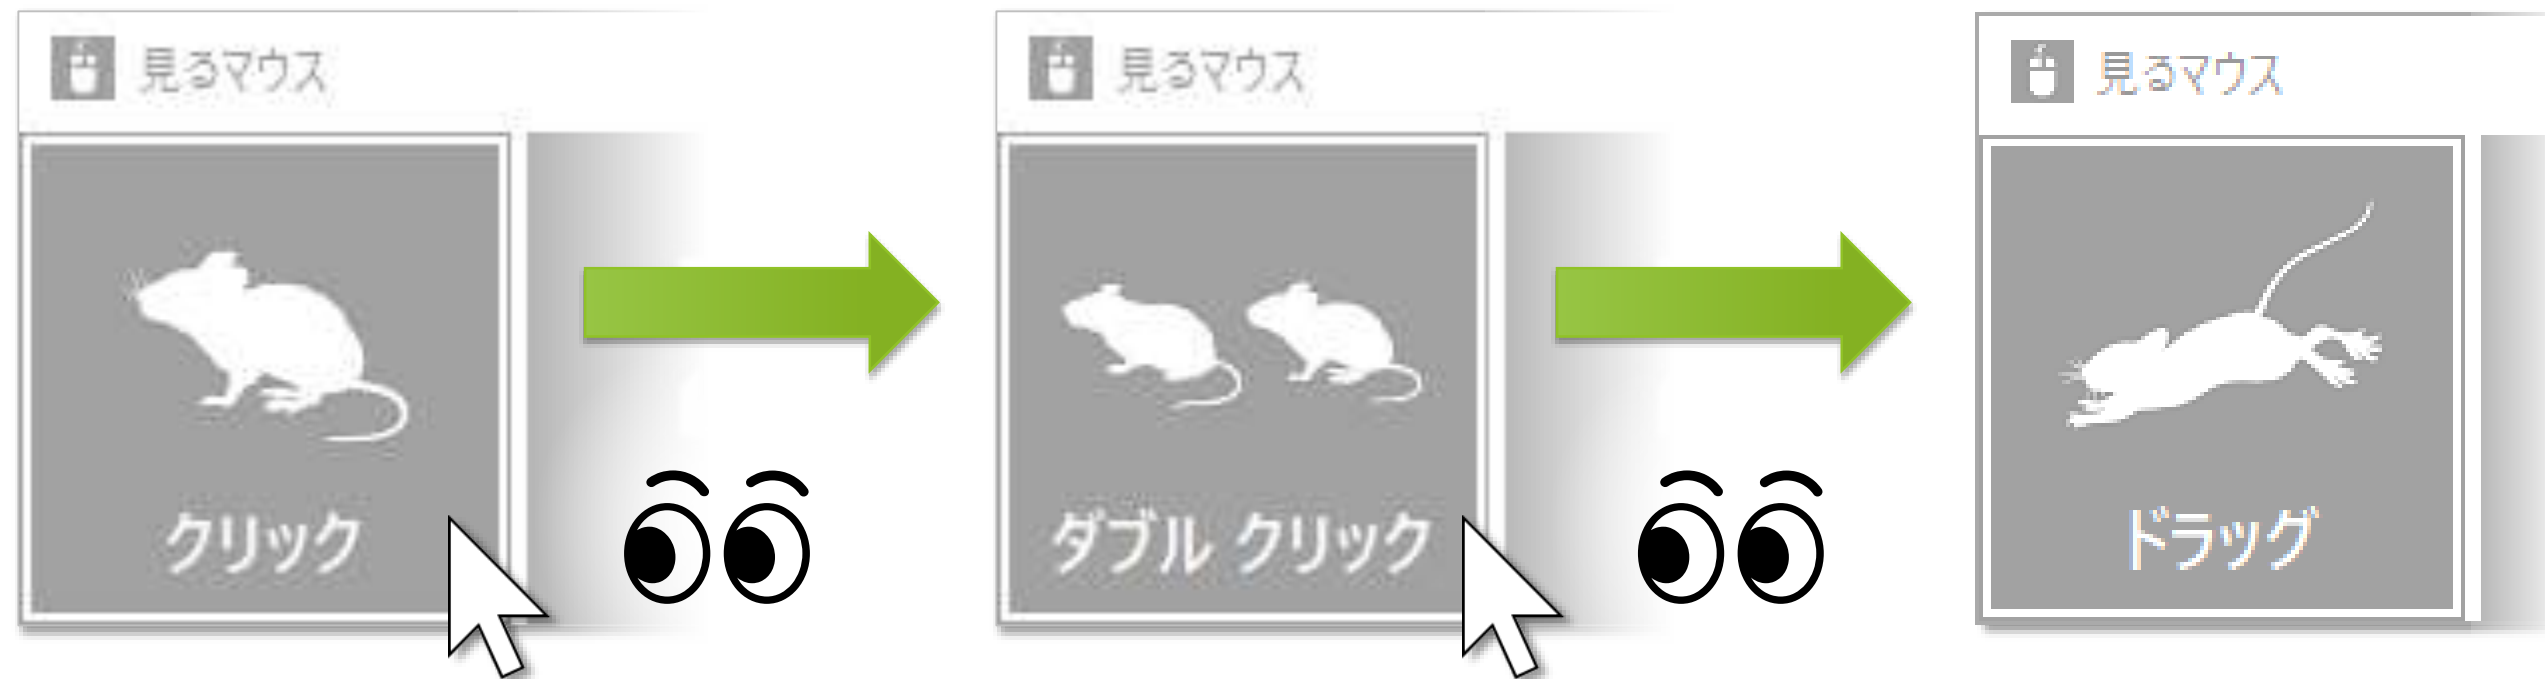 見るマウス
クリック
見るマウス
ダブル クリック
見るマウス
ドラッグ